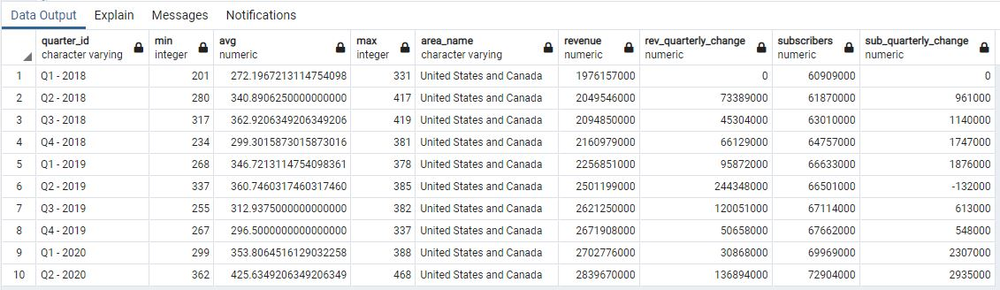 Data Output Explain Messages Notifications
quarter_id min avg max area_name revenue rev_quarterly_change subscribers sub_quarterly_change
character varying integer numeric integer character varying numeric numeric numeric numeric
1 Q1 - 2018 201 272.1967213114754098 331 United States and Canada 1976157000 0 60909000 0
2 Q2 - 2018 280 340.8906250000000000 417 United States and Canada 2049546000 73389000 61870000 961000
3 Q3 - 2018 317 362.9206349206349206 419 United States and Canada 2094850000 45304000 63010000 1140000
4 Q4 - 2018 234 299.3015873015873016 381 United States and Canada 2160979000 66129000 64757000 1747000
5 Q1 - 2019 268 346.7213114754098361 378 United States and Canada 2256851000 95872000 66633000 1876000
6 Q2 - 2019 337 360.7460317460317460 385 United States and Canada 2501199000 244348000 66501000 -132000
7 Q3 - 2019 255 312.9375000000000000 382 United States and Canada 2621250000 120051000 67114000 613000
8 Q4 - 2019 267 296.5000000000000000 337 United States and Canada 2671908000 50658000 67662000 548000
9 Q1 - 2020 299 353.8064516129032258 388 United States and Canada 2702776000 30868000 69969000 2307000
10 Q2 - 2020 362 425.6349206349206349 468 United States and Canada 2839670000 136894000 72904000 2935000